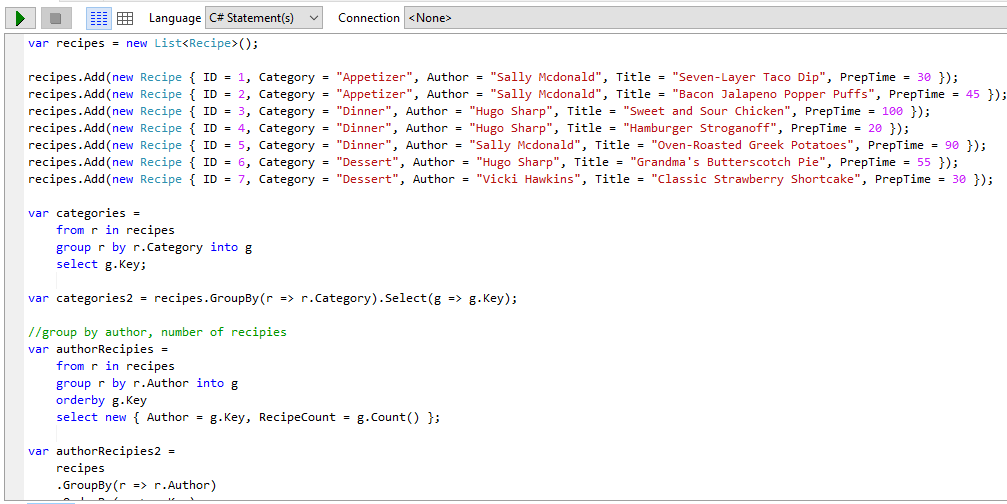 Language C# Statement(s) Connection <None>
var recipes = new List<Recipe>();
recipes.Add(new Recipe { ID = 1, Category = "Appetizer", Author = "Sally Mcdonald", Title = "Seven-Layer Taco Dip", PrepTime = 30 });
recipes.Add(new Recipe { ID = 2, Category = "Appetizer", Author = "Sally Mcdonald", Title = "Bacon Jalapeno Popper Puffs", PrepTime = 45 });
recipes.Add(new Recipe { ID = 3, Category = "Dinner", Author = "Hugo Sharp", Title = "Sweet and Sour Chicken", PrepTime = 100 });
recipes.Add(new Recipe { ID = 4, Category = "Dinner", Author = "Hugo Sharp", Title = "Hamburger Stroganoff", PrepTime = 20 });
recipes.Add(new Recipe { ID = 5, Category = "Dinner", Author = "Sally Mcdonald", Title = "Oven-Roasted Greek Potatoes", PrepTime = 90 });
recipes.Add(new Recipe { ID = 6, Category = "Dessert", Author = "Hugo Sharp", Title = "Grandma's Butterscotch Pie", PrepTime = 55 });
recipes.Add(new Recipe { ID = 7, Category = "Dessert", Author = "Vicki Hawkins", Title = "Classic Strawberry Shortcake", PrepTime = 30 });
var categories =
from r in recipes
group r by r.Category into g
select g.Key;
var categories2 = recipes.GroupBy(r => r.Category).Select(g => g.Key);
//group by author, number of recipies
var authorRecipies =
from r in recipes
group r by r.Author into g
orderby g.Key
select new { Author = g.Key, RecipeCount = g.Count() };
var authorRecipies2 =
recipes
.GroupBy(r => r.Author)